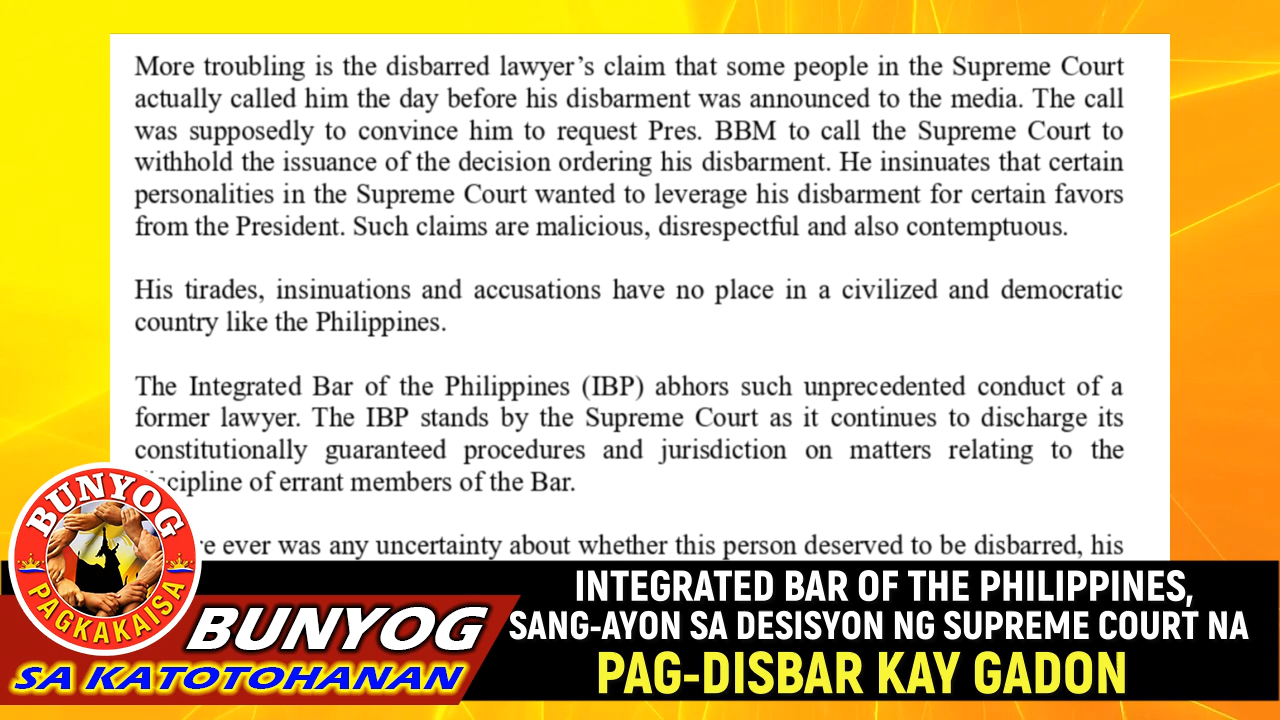 More troubling is the disbarred lawyer’s claim that some people in the Supreme Court
actually called him the day before his disbarment was announced to the media. The call
was supposedly to convince him to request Pres. BBM to call the Supreme Court to
withhold the issuance of the decision ordering his disbarment. He insinuates that certain
personalities in the Supreme Court wanted to leverage his disbarment for certain favors
from the President. Such claims are malicious, disrespectful and also contemptuous.
His tirades, insinuations and accusations have no place in a civilized and democratic
country like the Philippines.
The Integrated Bar of the Philippines (IBP) abhors such unprecedented conduct of a
former lawyer. The IBP stands by the Supreme Court as it continues to discharge its
constitutionally guaranteed procedures and jurisdiction on matters relating to the
of errant members of the Bar.
ever was any uncertainty about whether this person deserved to be disbarred, his
BUNYOG
PAGKAKAISA
BUNYOG
SA KATOTOHANAN
INTEGRATED BAR OF THE PHILIPPINES,
SANG-AYON SA DESISYON NG SUPREME COURT NA
PAG-DISBAR KAY GADON